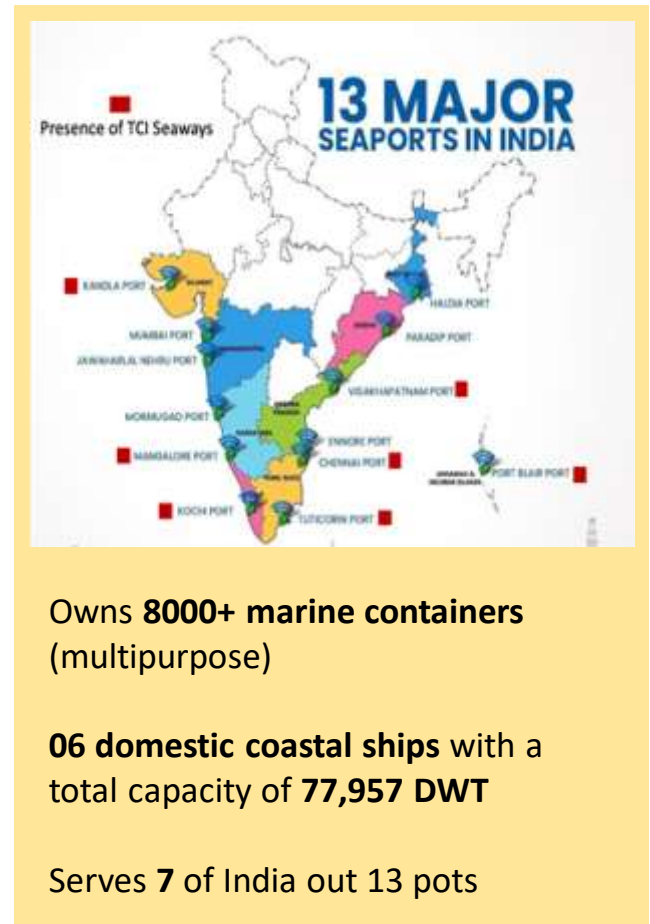 13 MAJOR
SEAPORTS IN INDIA
Presence of TCI Seaways
KANDLA PORT
HALDIA PORT
MUMBAI PORT
PARADIP PORT
JAWAHARLAL NEHRU PORT
VISAKHAPATNAM PORT
MORMUGAO PORT
ENNORE PORT
MANGALORE PORT
CHENNAI PORT
PORT BLAIR PORT
KOCHI PORT
TUTICORIN PORT
Owns 8000+ marine containers
(multipurpose)
06 domestic coastal ships with a
total capacity of 77,957 DWT
Serves 7 of India out 13 pots